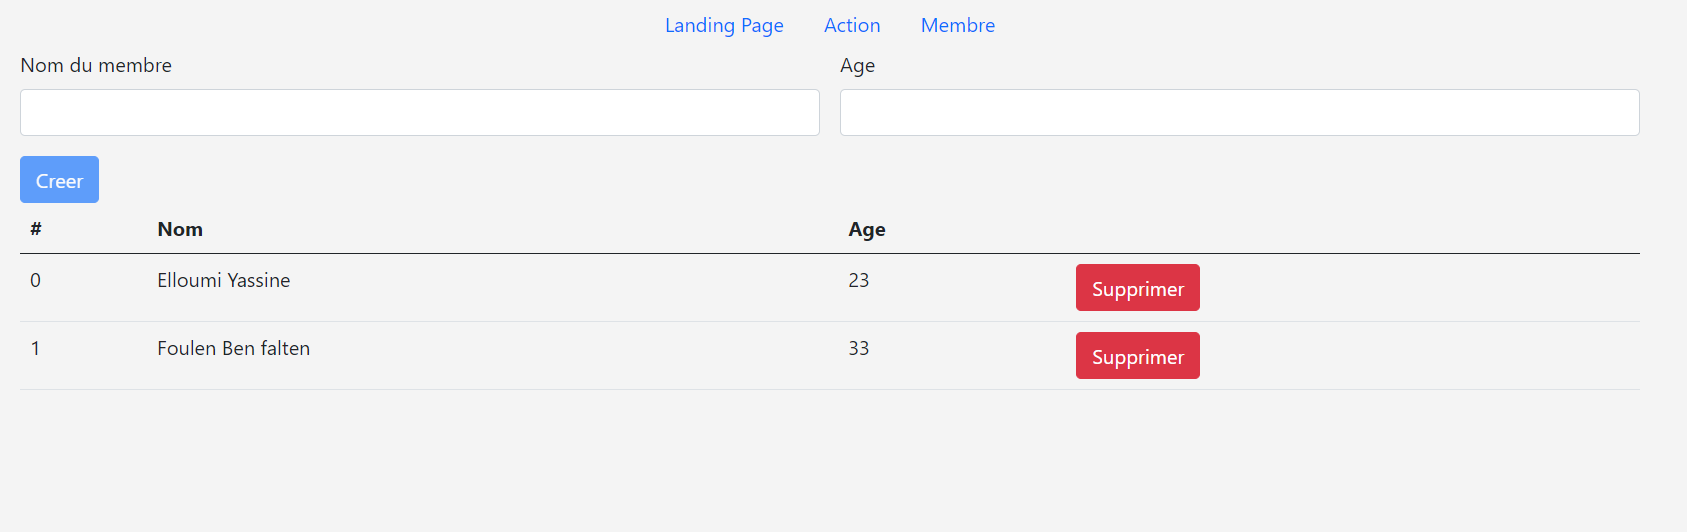 Landing Page Action Membre
Nom du membre Age
Creer
# Nom Age
0 Elloumi Yassine 23 Supprimer
1 Foulen Ben falten 33 Supprimer